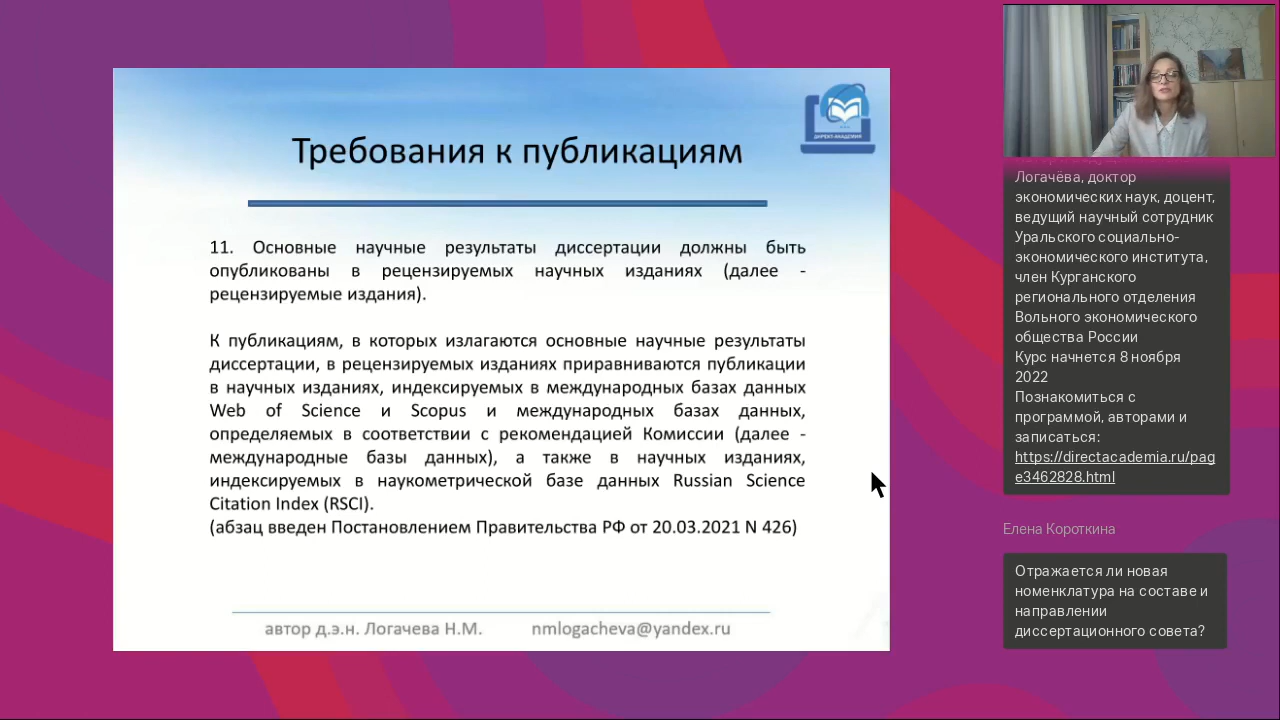 ДИРЕКТ-АКАДЕМИЯ
Требования к публикациям
11. Основные научные результаты диссертации должны быть
опубликованы в рецензируемых научных изданиях (далее -
рецензируемые издания).
К публикациям, в которых излагаются основные научные результаты
диссертации, в рецензируемых изданиях приравниваются публикации
в научных изданиях, индексируемых в международных базах данных
Web of Science и Scopus и международных базах данных,
определяемых в соответствии с рекомендацией Комиссии (далее -
международные базы данных), а также в научных изданиях,
индексируемых в наукометрической базе данных Russian Science
Citation Index (RSCI).
(абзац введен Постановлением Правительства РФ от 20.03.2021 N 426)
автор д.э.н. Логачева Н.М. nmlogacheva@yandex.ru
Логачёва, доктор
экономических наук, доцент,
ведущий научный сотрудник
Уральского социально-
экономического института,
член Курганского
регионального отделения
Вольного экономического
общества России
Курс начнется 8 ноября
2022
Познакомиться с
программой, авторами и
записаться:
https://directacademia.ru/pag
e3462828.html
Елена Короткина
Отражается ли новая
номенклатура на составе и
направлении
диссертационного совета?